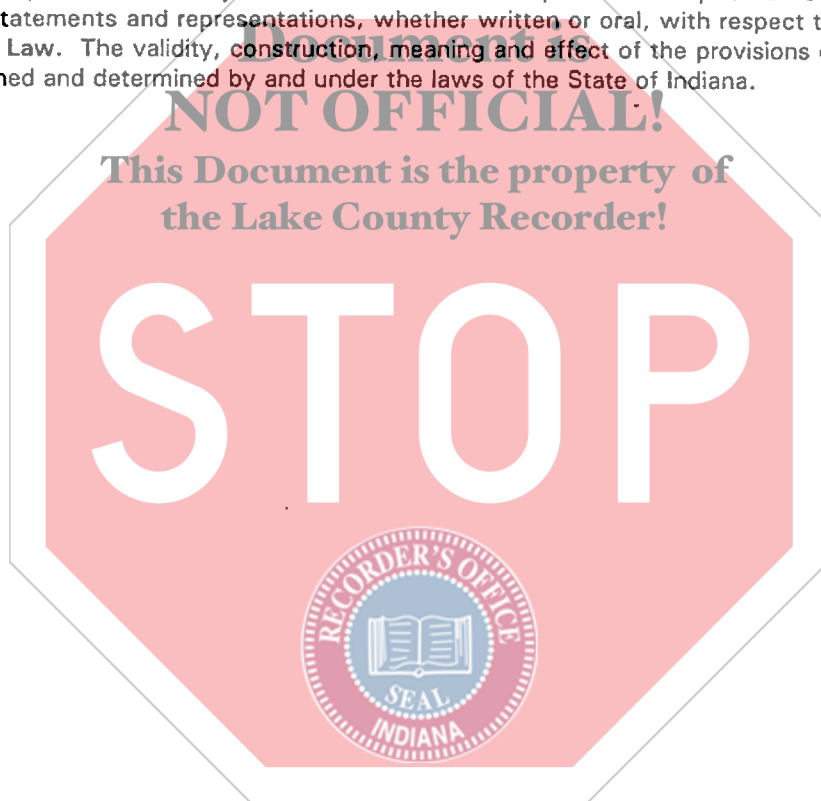 tatements and representations, whether written or oral, with respect t
Law. The validity, construction, meaning and effect of the provisions
ned and determined by and under the laws of the State of Indiana.
Document is
NOT OFFICIAL!
This Document is the property of
the Lake County Recorder!
STOP
RECORDER'S OFFICE
SEAL
INDIANA